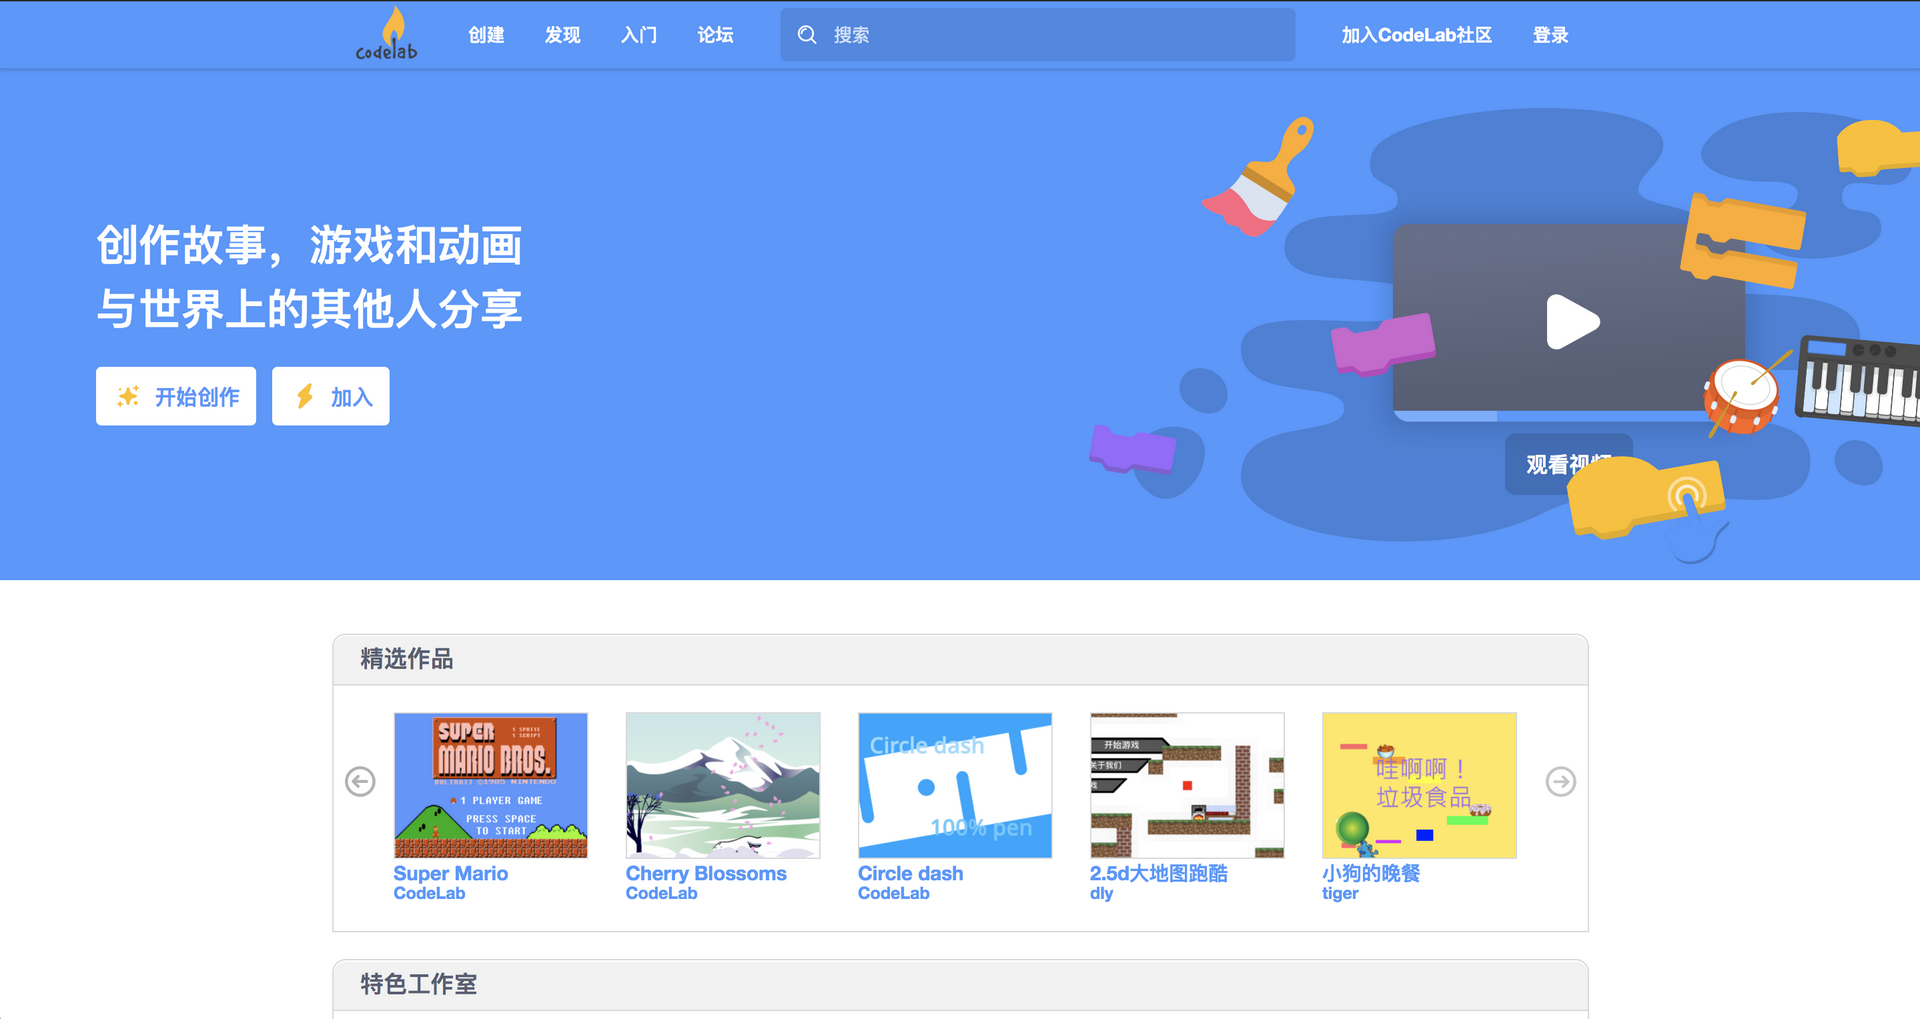 codelab
创建 发现 入门 论坛 搜索 加入CodeLab社区 登录
创作故事，游戏和动画
与世界上的其他人分享
开始创作 加入
观看视频
精选作品
SUPER
1 SPRITE
1 SCRIPT
MARIO BROS.
1 PLAYER GAME
PRESS SPACE
TO START
Super Mario
CodeLab
Cherry Blossoms
CodeLab
Circle dash
100% pen
Circle dash
CodeLab
开始游戏
关于我们
戏
2.5d大地图跑酷
dly
哇啊啊！
垃圾食品
小狗的晚餐
tiger
特色工作室